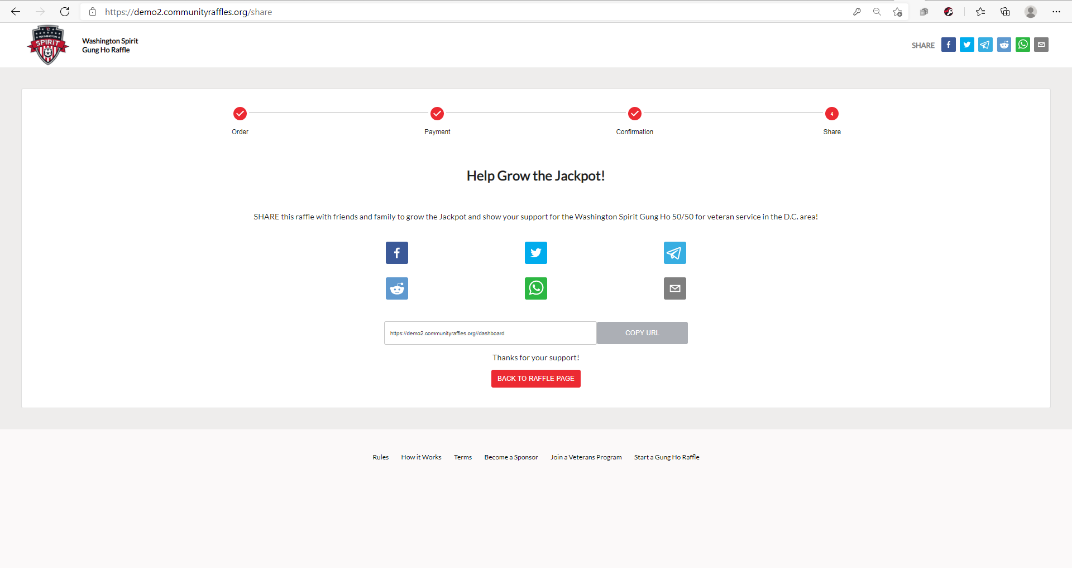 https://demo2.communityraffles.org/share
SPIRIT
Washington Spirit
Gung Ho Raffle
SHARE
4
Order
Payment
Confirmation
Share
Help Grow the Jackpot!
SHARE this raffle with friends and family to grow the Jackpot and show your support for the Washington Spirit Gung Ho 50/50 for veteran service in the D.C. area!
https://demo2.communityraffles.org//dashboard
COPY URL
Thanks for your support!
BACK TO RAFFLE PAGE
Rules How it Works Terms Become a Sponsor Join a Veterans Program Start a Gung Ho Raffle